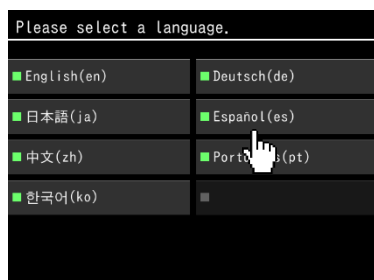 Please select a language.
English(en)
Deutsch(de)
日本語(ja)
Español(es)
中文(zh)
한국어(ko)